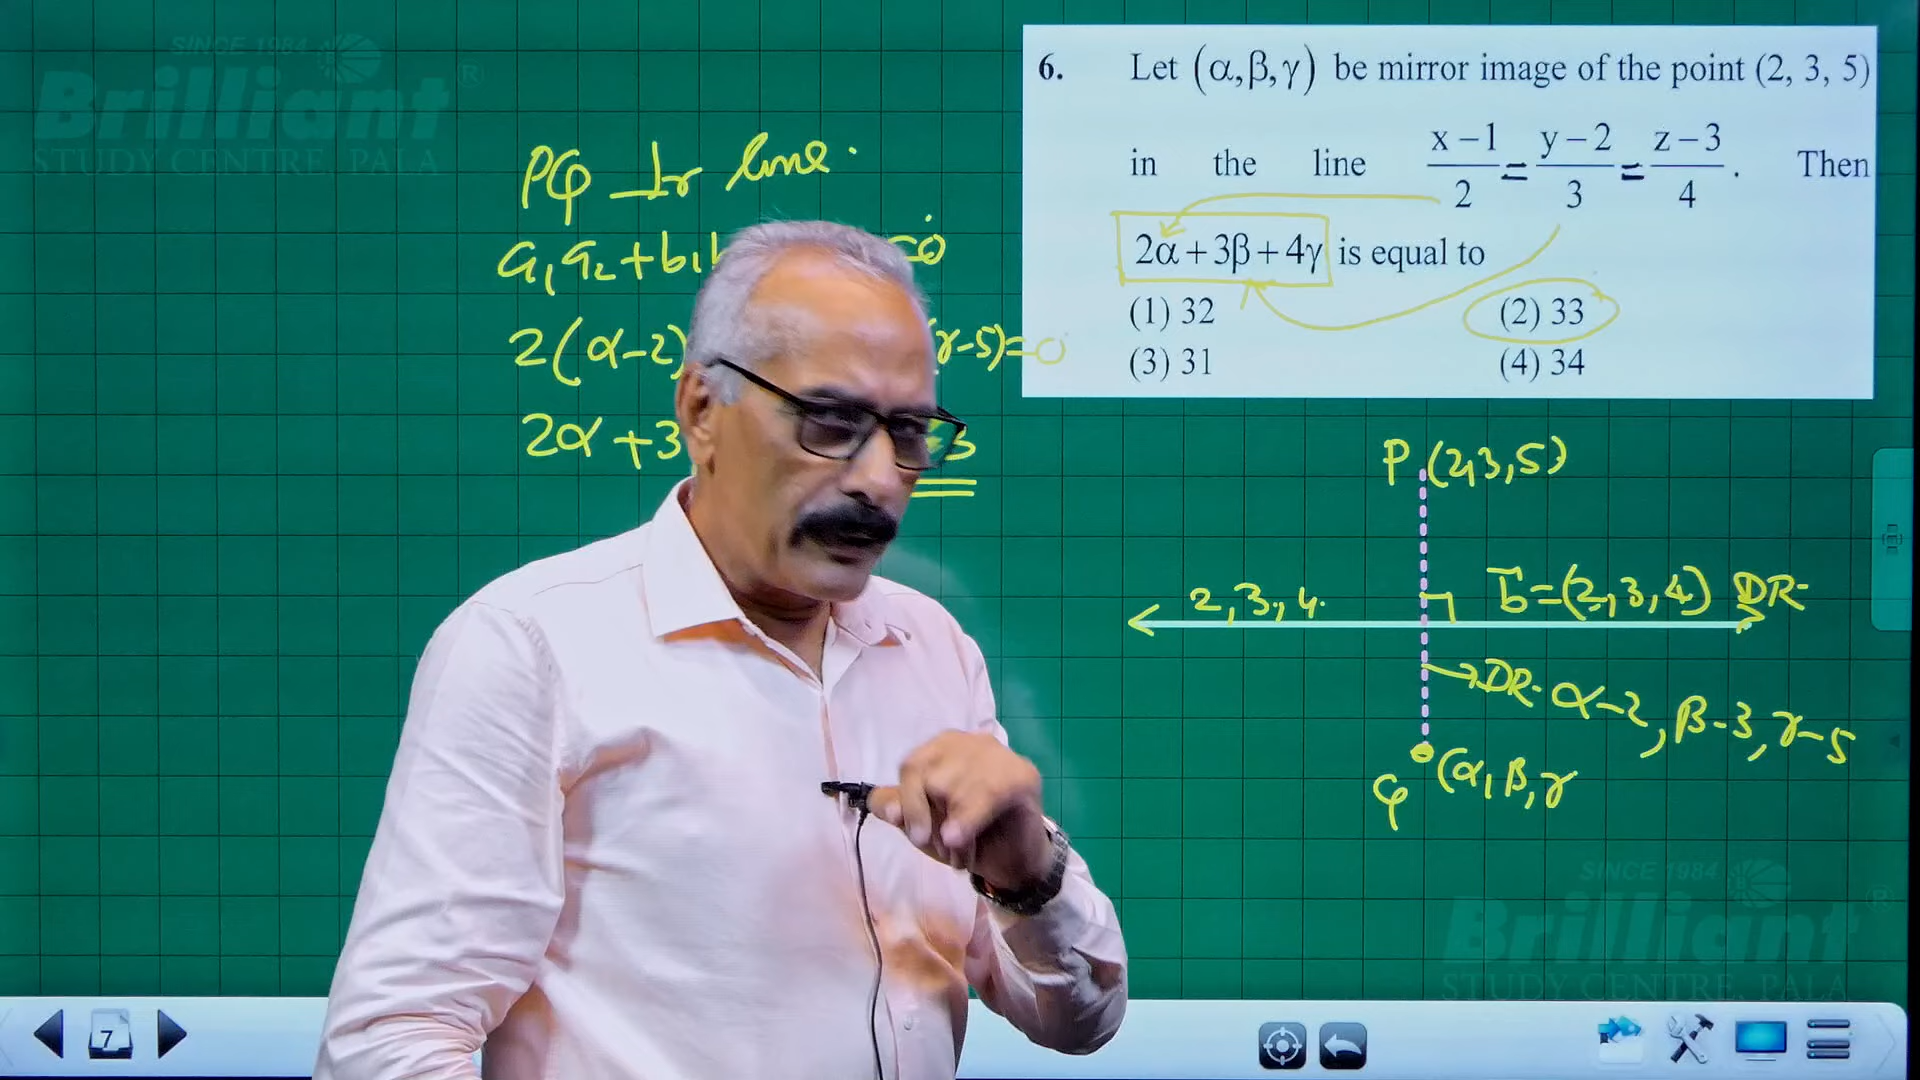 SINCE 1984
Brilliant®
STUDY CENTRE, PALA
PQ ⊥r line.
a₁a₂+b₁b =0
2(α-2) (γ-5)=0
2α+3 3
6. Let (α,β,γ) be mirror image of the point (2, 3, 5)
in the line x−1/2 = y−2/3 = z−3/4. Then
2α+3β+4γ is equal to
(1) 32 (2) 33
(3) 31 (4) 34
P (2,3,5)
2,3,4. b=(2,3,4) DR-
DR- α-2, β-3, γ-5
Q (α, β, γ
SINCE 1984
Brilliant®
STUDY CENTRE, PALA
7